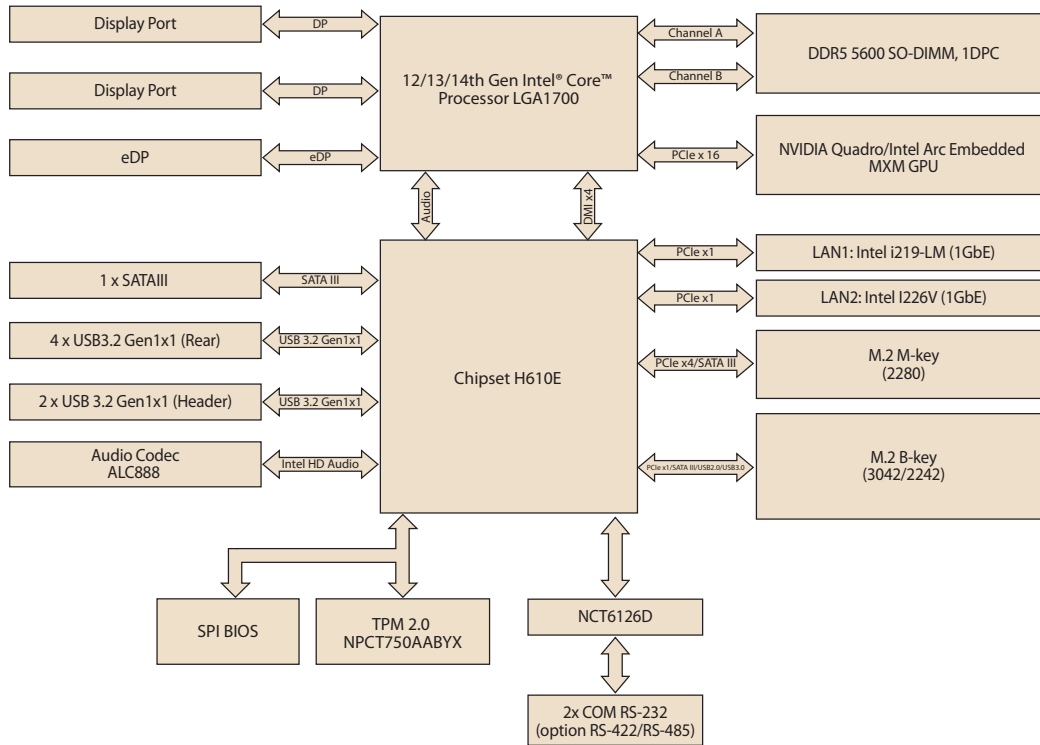 Display Port
DP
Display Port
DP
eDP
eDP
12/13/14th Gen Intel® Core™
Processor LGA1700
Channel A
Channel B
DDR5 5600 SO-DIMM, 1DPC
PCIe x 16
NVIDIA Quadro/Intel Arc Embedded
MXM GPU
Audio
DMI x4
1 x SATAIII
SATA III
4 x USB3.2 Gen1x1 (Rear)
USB 3.2 Gen1x1
2 x USB 3.2 Gen1x1 (Header)
USB 3.2 Gen1x1
Audio Codec
ALC888
Intel HD Audio
Chipset H610E
PCIe x1
LAN1: Intel i219-LM (1GbE)
PCIe x1
LAN2: Intel I226V (1GbE)
PCIe x4/SATA III
M.2 M-key
(2280)
PCIe x1/SATA III/USB2.0/USB3.0
M.2 B-key
(3042/2242)
SPI BIOS
TPM 2.0
NPCT750AABYX
NCT6126D
2x COM RS-232
(option RS-422/RS-485)